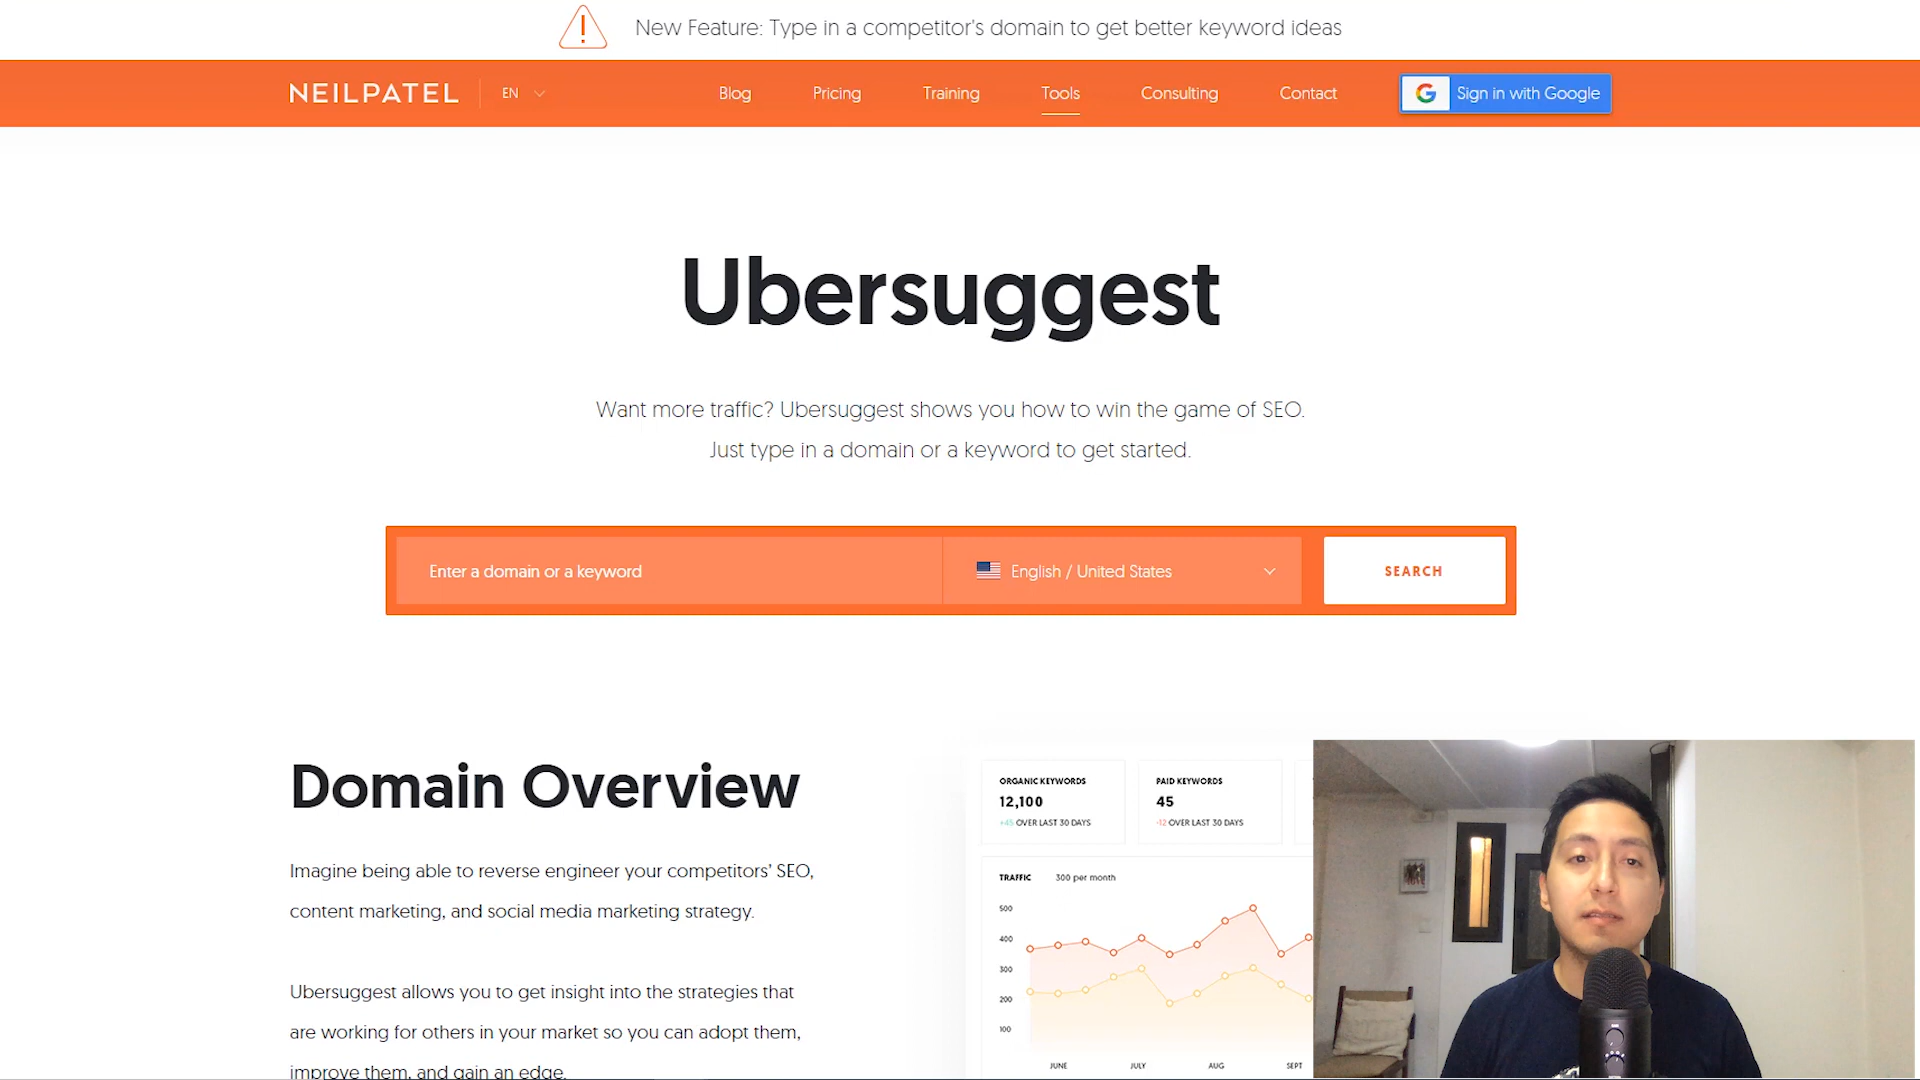 New Feature: Type in a competitor's domain to get better keyword ideas
NEILPATEL
EN
Blog
Pricing
Training
Tools
Consulting
Contact
G Sign in with Google
Ubersuggest
Want more traffic? Ubersuggest shows you how to win the game of SEO.
Just type in a domain or a keyword to get started.
Enter a domain or a keyword
English / United States
SEARCH
Domain Overview
Imagine being able to reverse engineer your competitors' SEO,
content marketing, and social media marketing strategy.
Ubersuggest allows you to get insight into the strategies that
are working for others in your market so you can adopt them,
improve them, and gain an edge.
ORGANIC KEYWORDS
12,100
+45 OVER LAST 30 DAYS
PAID KEYWORDS
45
-12 OVER LAST 30 DAYS
TRAFFIC 300 per month
500
400
300
200
100
JUNE JULY AUG SEPT